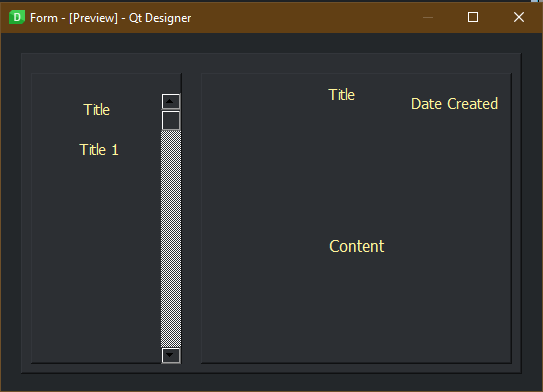 Form - [Preview] - Qt Designer
Title
Title 1
Title
Date Created
Content